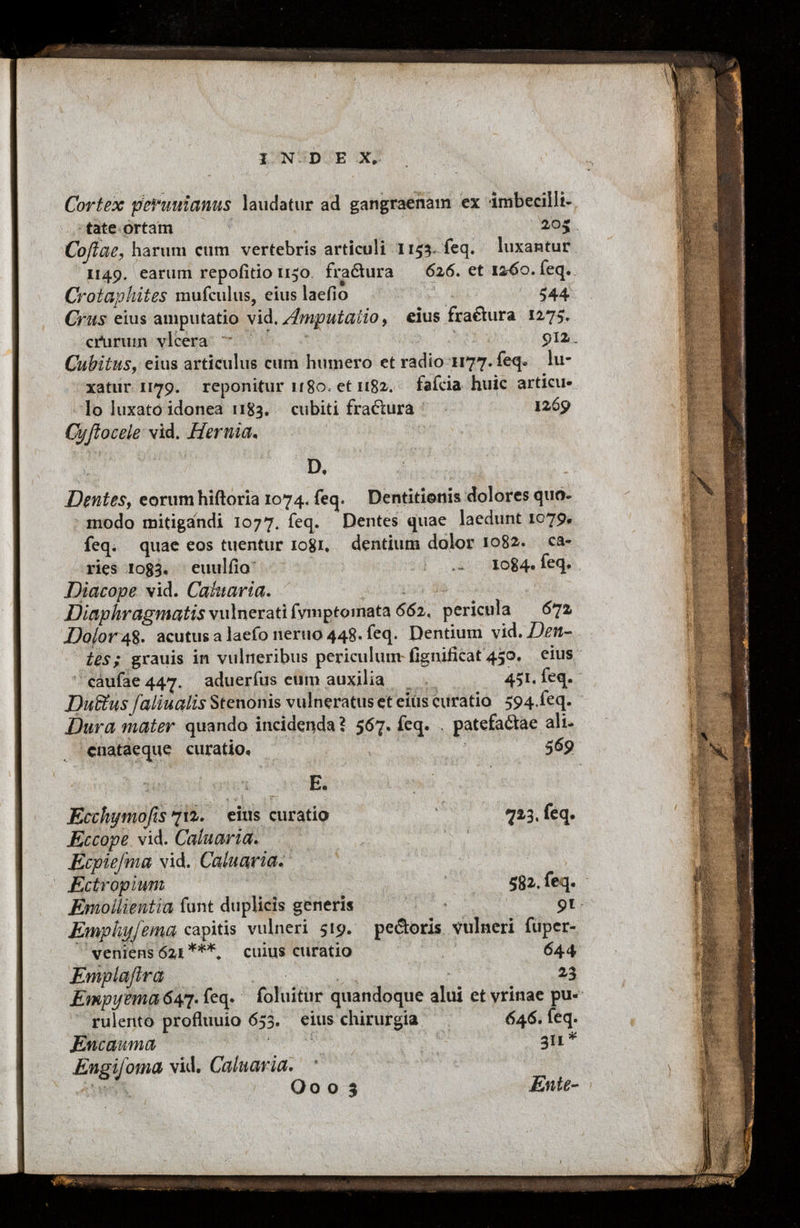 INDEX.
Cortex peruuianus laudatur ad gangraenam ex imbecilli-
tate ortam 205
Coſtae, harum cum vertebris articuli 1153. ſeq. luxantur
1149. earum repoſitio 1150. fractura 626. et 1260. ſeq.
Crotaphites muſculus, eius laeſio 544
Crus eius amputatio vid. Amputatio, eius fractura 1275.
crurum vlcera 912.
Cubitus, eius articulus cum humero et radio 1177. ſeq. lu-
xatur 1179. reponitur 1180. et 1182. faſcia huic articu-
lo luxato idonea 1183. cubiti fractura 1269
Cyſtocele vid. Hernia.
D.
Dentes, eorum hiſtoria 1074. ſeq. Dentitionis dolores quo-
modo mitigandi 1077. ſeq. Dentes quae laedunt 1079.
ſeq. quae eos tuentur 1081. dentium dolor 1082. ca-
ries 1083. euulſio 1084. ſeq.
Diacope vid. Caluaria.
Diaphragmatis vulnerati ſymptomata 662. pericula 672
Dolor 48. acutus a laeſo neruo 448. ſeq. Dentium vid. Den-
tes; grauis in vulneribus periculum ſignificat 450. eius
cauſae 447. aduerſus eum auxilia 451. ſeq.
Ductus ſaliualis Stenonis vulneratus et eius curatio 594. ſeq.
Dura mater quando incidenda? 567. ſeq. patefactae ali-
enataeque curatio. 569
E.
Ecchymoſis 712. eius curatio 723. ſeq.
Eccope vid. Caluaria.
Ecpieſma vid. Caluaria.
Ectropium 582. ſeq.
Emollientia ſunt duplicis generis 91
Emphyſema capitis vulneri 519. pectoris vulneri ſuper-
veniens 621 ***. cuius curatio 644
Emplaſtra 23
Empyema 647. ſeq. ſoluitur quandoque alui et vrinae pu-
rulento profluuio 653. eius chirurgia 646. ſeq.
Encauma 311 *
Engiſoma vid. Caluaria.
Ooo 3 Ente-